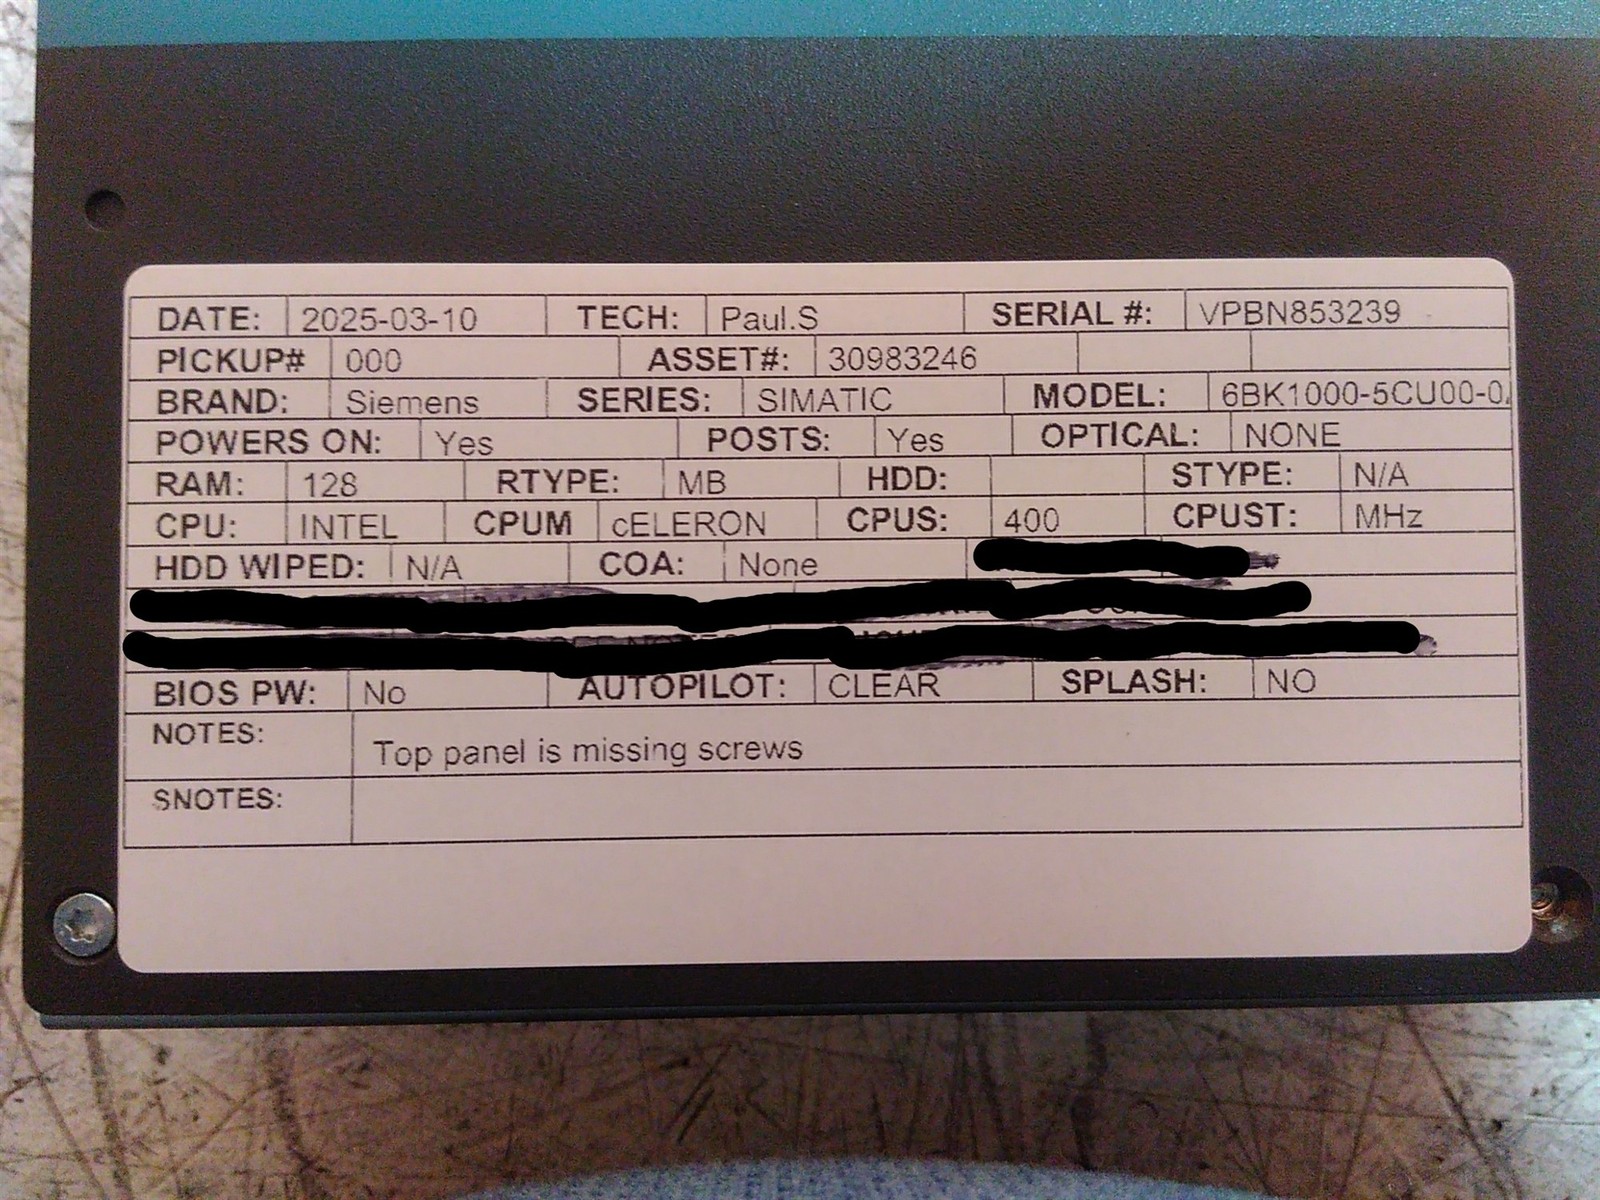 DATE: 2025-03-10 TECH: Paul.S SERIAL #: VPBN853239
PICKUP# 000 ASSET#: 30983246
BRAND: Siemens SERIES: SIMATIC MODEL: 6BK1000-5CU00-0
POWERS ON: Yes POSTS: Yes OPTICAL: NONE
RAM: 128 RTYPE: MB HDD: STYPE: N/A
CPU: INTEL CPUM cELERON CPUS: 400 CPUST: MHz
HDD WIPED: N/A COA: None
BIOS PW: No AUTOPILOT: CLEAR SPLASH: NO
NOTES: Top panel is missing screws
SNOTES: